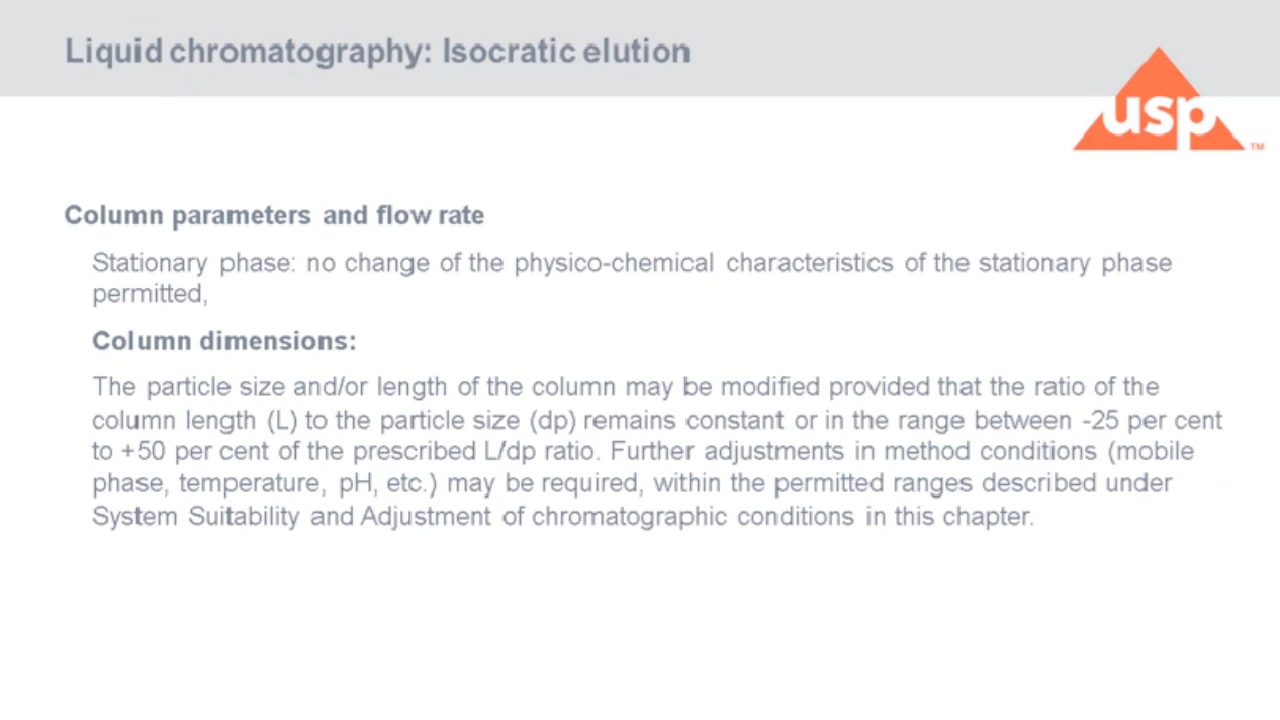 Liquid chromatography: Isocratic elution
usp
TM
Column parameters and flow rate
Stationary phase: no change of the physico-chemical characteristics of the stationary phase
permitted,
Column dimensions:
The particle size and/or length of the column may be modified provided that the ratio of the
column length (L) to the particle size (dp) remains constant or in the range between -25 per cent
to +50 per cent of the prescribed L/dp ratio. Further adjustments in method conditions (mobile
phase, temperature, pH, etc.) may be required, within the permitted ranges described under
System Suitability and Adjustment of chromatographic conditions in this chapter.